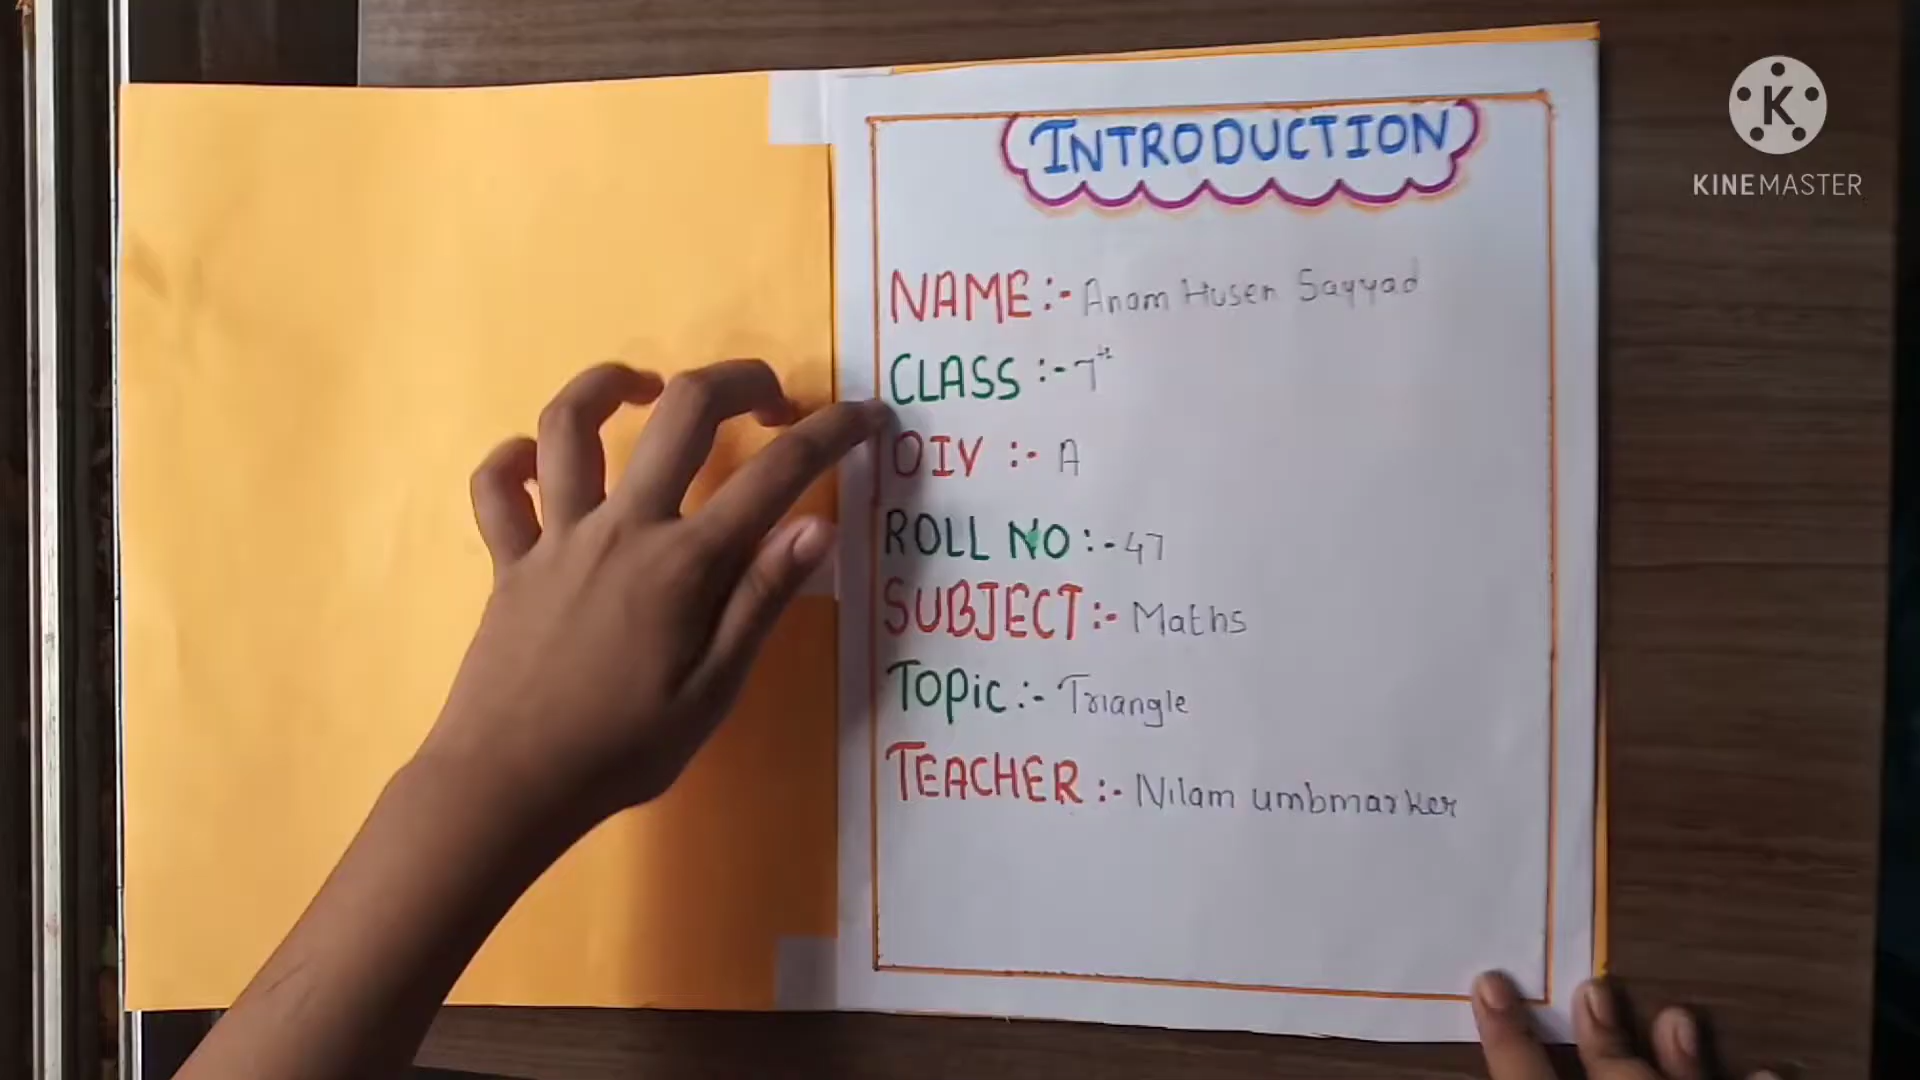 INTRODUCTION
NAME :- Anam Husen Sayyad
CLASS :- 7th
DIV :- A
ROLL NO :- 47
SUBJECT :- Maths
Topic :- Triangle
TEACHER :- Nilam umbmarker
K
KINEMASTER